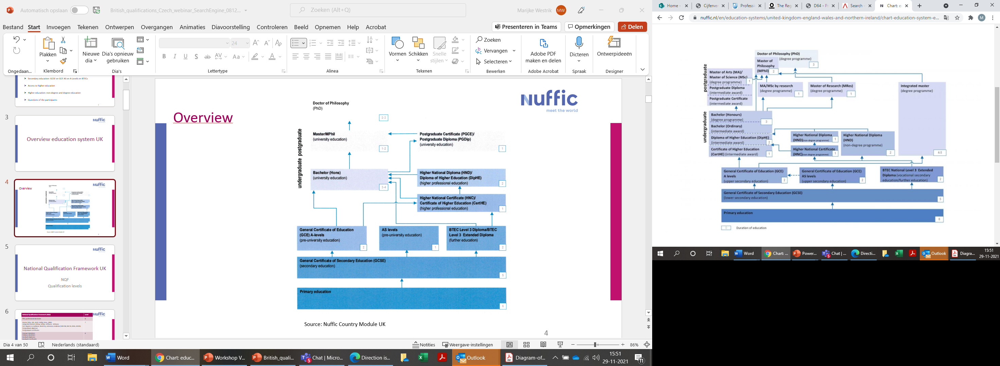 Automatisch opslaan
British_qualifications_Czech_webinar_SearchEngine_0812...
Zoeken (Alt+Q)
Marijke Westrik
MW
Bestand Start Invoegen Tekenen Ontwerpen Overgangen Animaties Diavoorstelling Controleren Beeld Opnemen Help Acrobat
Presenteren in Teams
Opmerkingen
Delen
Plakken
Nieuwe dia
Dia's opnieuw gebruiken
24
Vormen
Schikken
Snelle stijlen
Zoeken
Vervangen
Selecteren
Adobe PDF maken en delen
Dicteren
Ontwerpideeën
Ongedaan...
Klembord
Dia's
Lettertype
Alinea
Tekenen
Bewerken
Adobe Acrobat
Spraak
Designer
Secondary education: GCSE en GCE AS en A Levels en BTECs
Access to higher education
Higher education: non-degree and degree education
Questions of the participants
3
Nuffic
Overview education system UK
4
Nuffic
Overview
5
Nuffic
National Qualification Framework UK
NQF
Qualification levels
6
Nuffic
National Qualifications Framework (NQF)
Level
Overview
Nuffic
meet the world
Doctor of Philosophy
(PhD)
2-3
undergraduate postgraduate
Master/MPhil
(university education)
1-2
Postgraduate Certificate (PGCE)/
Postgraduate Diploma (PGDip)
(university education)
1
Bachelor (Hons)
(university education)
3-4
Higher National Diploma (HND)/
Diploma of Higher Education (DipHE)
(higher professional education)
2
Higher National Certificate (HNC)/
Certificate of Higher Education (CertHE)
(higher professional education)
1
General Certificate of Education
(GCE) A-levels
(pre-university education)
2
AS levels
(pre-university education)
1
BTEC Level 3 Diploma/BTEC
Level 3 Extended Diploma
(further education)
2
General Certificate of Secondary Education (GCSE)
(secondary education)
5
Primary education
6
Source: Nuffic Country Module UK
4
Dia 4 van 50
Nederlands (standaard)
Notities
Weergave-instellingen
86%
Word
Chart: educ...
Workshop V...
British_quali...
Chat | Micro...
Direction is...
Outlook
Diagram-of...
15:51
29-11-2021
11
Home -
Cijferver
Professi
The Reg
D64 - P
Search -
Chart: e
nuffic.nl/en/education-systems/united-kingdom-england-wales-and-northern-ireland/chart-education-system-e...
M
Doctor of Philosophy (PhD)
(degree programme)
3
Master of
Philosophy
(MPhil)
2
postgraduate
Master of Arts (MA)/
Master of Science (MSc)
(degree programme)
1
Postgraduate Diploma
(intermediate award)
Postgraduate Certificate
(intermediate award)
MA/MSc by research
(degree programme)
1
Master of Research (MRes)
(degree programme)
1
Integrated master
(degree programme)
4-5
undergraduate
Bachelor (Honours)
(degree programme)
3
Bachelor (Ordinary)
(intermediate award)
Diploma of Higher Education (DipHE)
(intermediate award)
2
Certificate of Higher Education
(CertHE) (intermediate award)
1
Higher National Diploma
(HND)(non-degree programme)
1
Higher National Certificate
(HNC)(non-degree programme)
1
Higher National Diploma
(HND)
(non-degree programme)
2
General Certificate of Education (GCE)
A levels
(upper secondary education)
2
General Certificate of Education (GCE)
AS levels
(upper secondary education)
2
BTEC National Level 3 Extended
Diploma (vocational secondary
education/further education)
2
General Certificate of Secondary Education (GCSE)
(lower secondary education)
5
Primary education
6
0
Duration of education
Word
Chart: ...
Power...
Chat | ...
Directi...
Outlook
Diagra...
15:51
29-11-2021